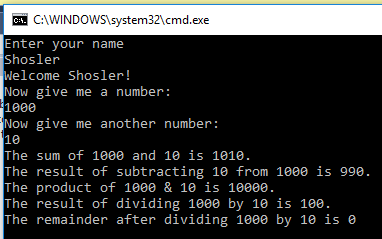 C:\WINDOWS\system32\cmd.exe
Enter your name
Shosler
Welcome Shosler!
Now give me a number:
1000
Now give me another number:
10
The sum of 1000 and 10 is 1010.
The result of subtracting 10 from 1000 is 990.
The product of 1000 & 10 is 10000.
The result of dividing 1000 by 10 is 100.
The remainder after dividing 1000 by 10 is 0